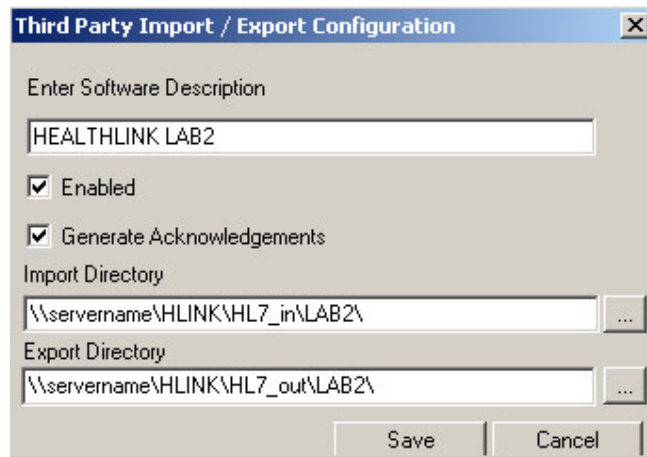 Third Party Import / Export Configuration
Enter Software Description
HEALTHLINK LAB2
Enabled
Generate Acknowledgements
Import Directory
\\servername\HLINK\HL7_in\LAB2\
...
Export Directory
\\servername\HLINK\HL7_out\LAB2\
...
Save Cancel